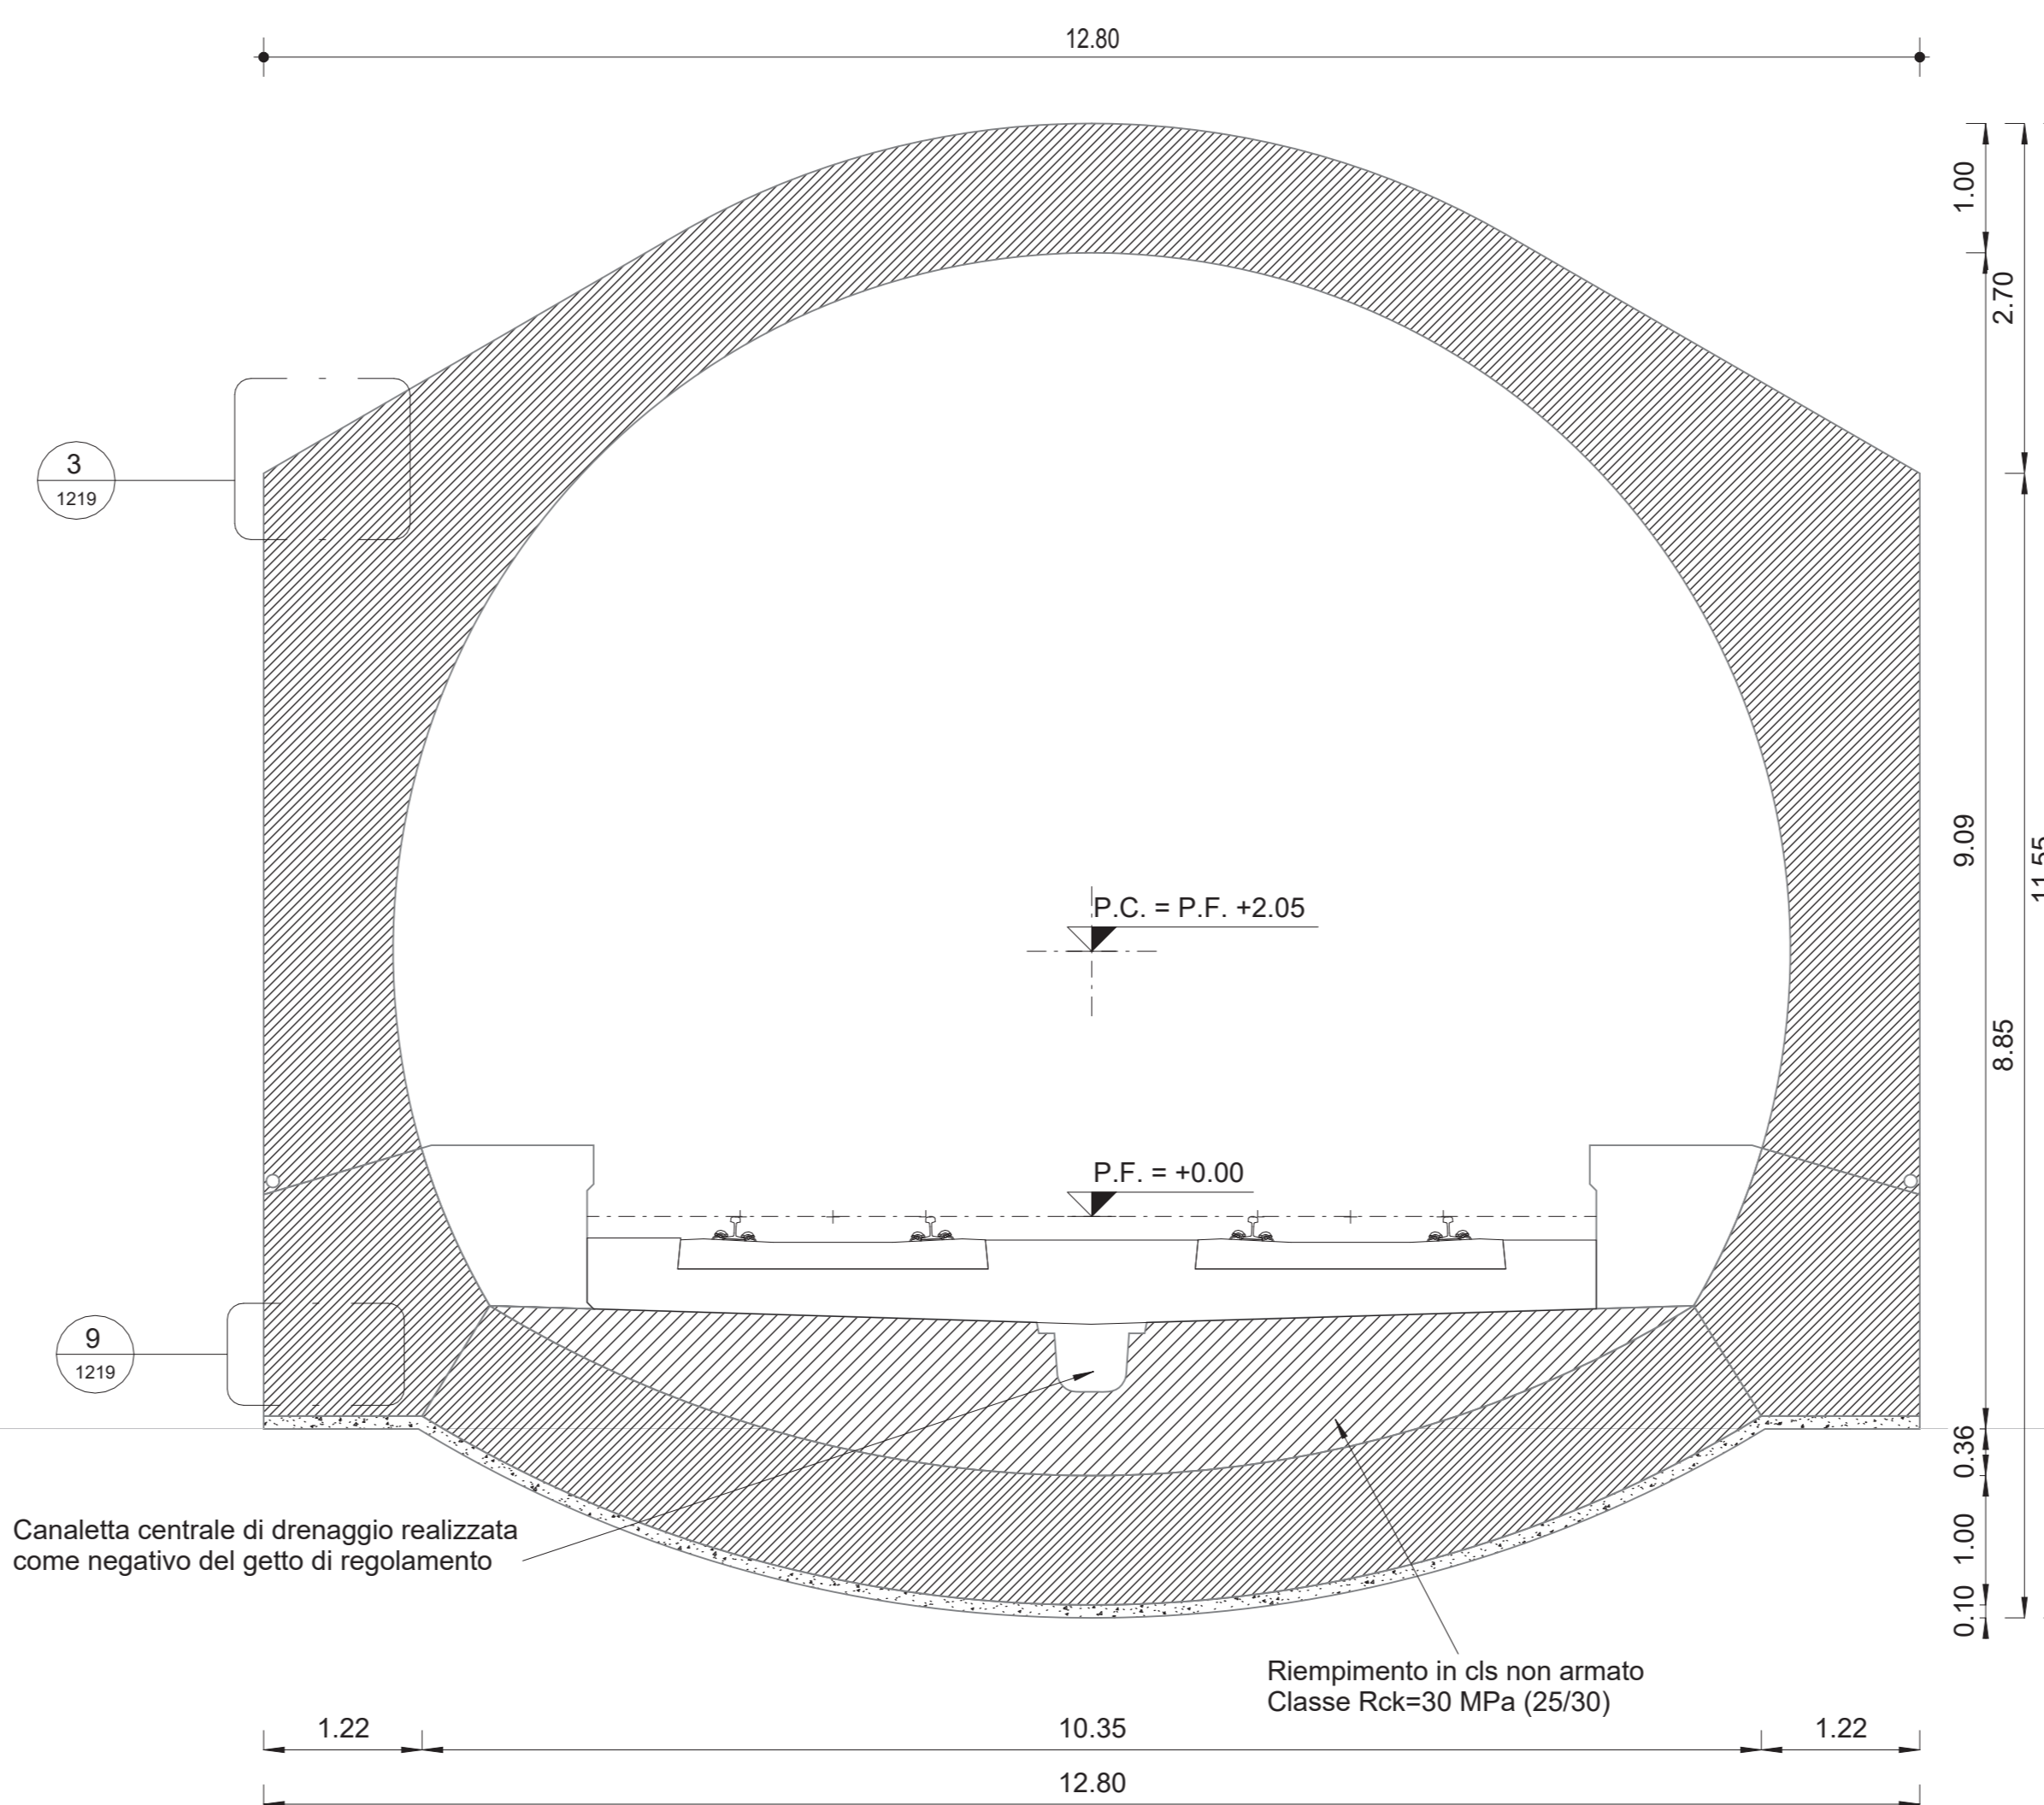 12.80
1.00
2.70
3
1219
9.09
11.55
P.C. = P.F. +2.05
8.85
P.F. = +0.00
9
1219
0.36
Canaletta centrale di drenaggio realizzata
come negativo del getto di regolamento
1.00
0.10
Riempimento in cls non armato
Classe Rck=30 MPa (25/30)
1.22
10.35
1.22
12.80